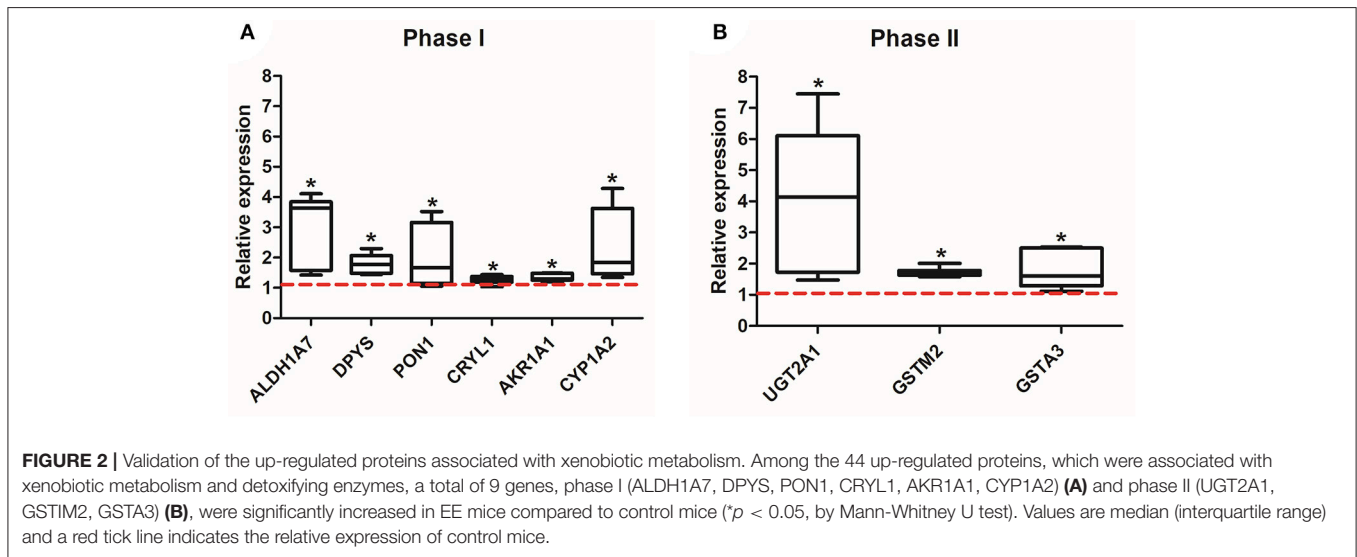 A
Phase I
8
7
6
5
4
3
2
1
0
Relative expression
*
*
*
*
*
*
ALDH1A7
DPYS
PON1
CRYL1
AKR1A1
CYP1A2
B
Phase II
8
7
6
5
4
3
2
1
0
Relative expression
*
*
*
UGT2A1
GSTM2
GSTA3
FIGURE 2 | Validation of the up-regulated proteins associated with xenobiotic metabolism. Among the 44 up-regulated proteins, which were associated with
xenobiotic metabolism and detoxifying enzymes, a total of 9 genes, phase I (ALDH1A7, DPYS, PON1, CRYL1, AKR1A1, CYP1A2) (A) and phase II (UGT2A1,
GSTIM2, GSTA3) (B), were significantly increased in EE mice compared to control mice (*p < 0.05, by Mann-Whitney U test). Values are median (interquartile range)
and a red tick line indicates the relative expression of control mice.